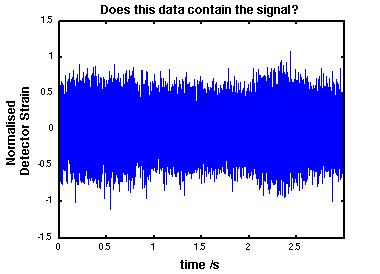 Does this data contain the signal?
1.5
1
0.5
0
-0.5
-1
-1.5
Normalised
Detector Strain
0 0.5 1 1.5 2 2.5
time /s